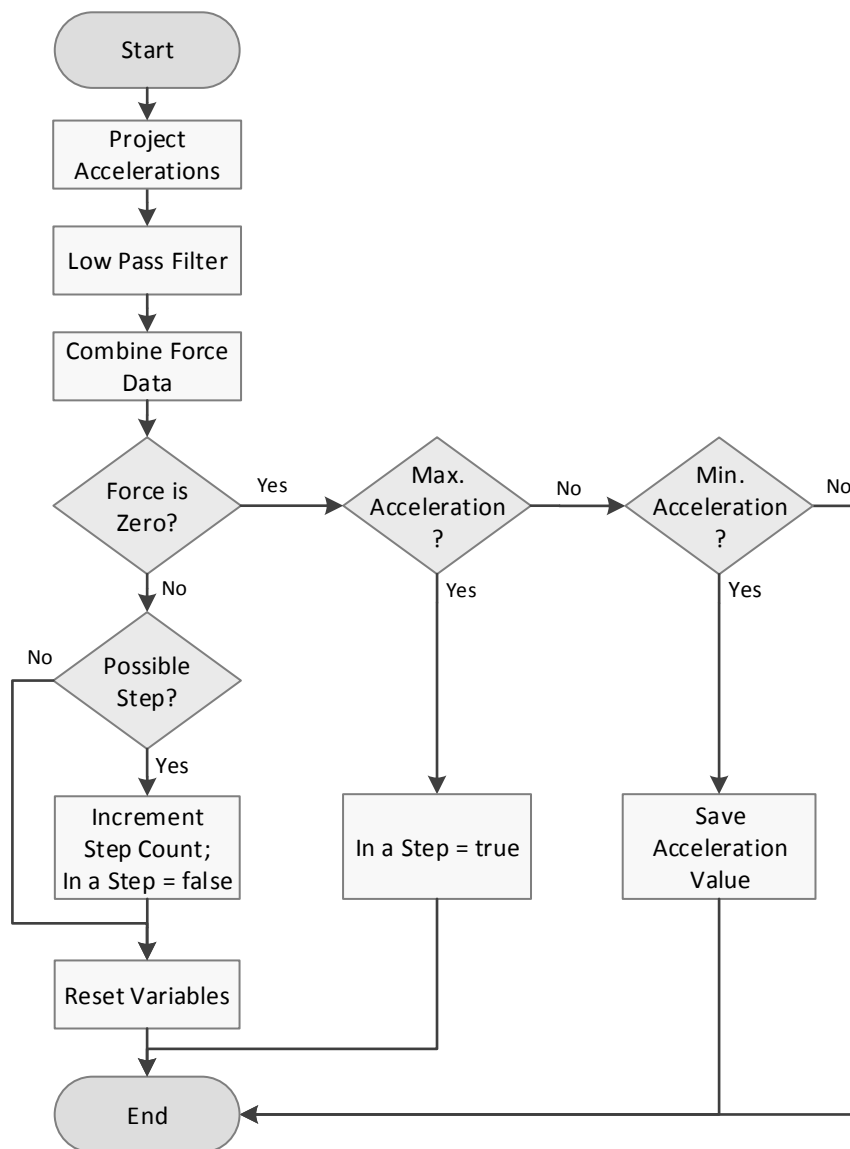 Start
Project
Accelerations
Low Pass Filter
Combine Force
Data
Force is
Zero?
Yes
Max.
Acceleration
?
No
Min.
Acceleration
?
No
No
Yes
Yes
No
Possible
Step?
Yes
Increment
Step Count;
In a Step = false
In a Step = true
Save
Acceleration
Value
Reset Variables
End